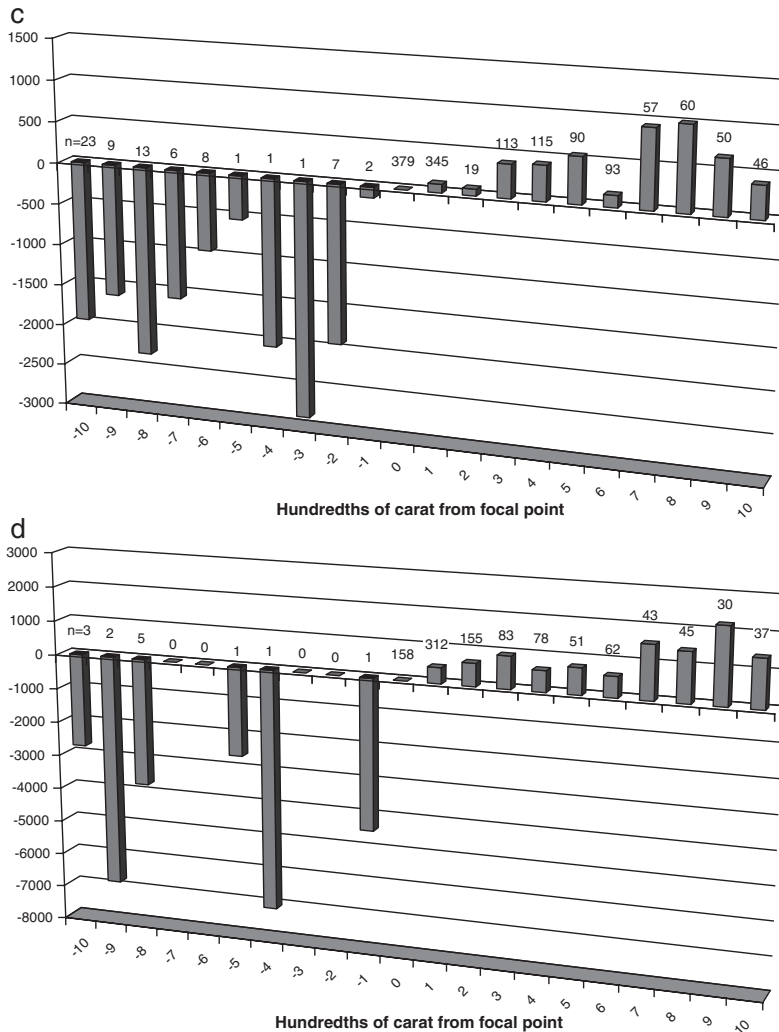 c
1500
1000
500
0
-500
-1000
-1500
-2000
-2500
-3000
n=23 9 13 6 8 1 1 1 7 2 379 345 19 113 115 90 93 57 60 50 46
-10 -9 -8 -7 -6 -5 -4 -3 -2 -1 0 1 2 3 4 5 6 7 8 9 10
Hundredths of carat from focal point
d
3000
2000
1000
0
-1000
-2000
-3000
-4000
-5000
-6000
-7000
-8000
n=3 2 5 0 0 1 1 0 0 1 158 312 155 83 78 51 62 43 45 30 37
-10 -9 -8 -7 -6 -5 -4 -3 -2 -1 0 1 2 3 4 5 6 7 8 9 10
Hundredths of carat from focal point